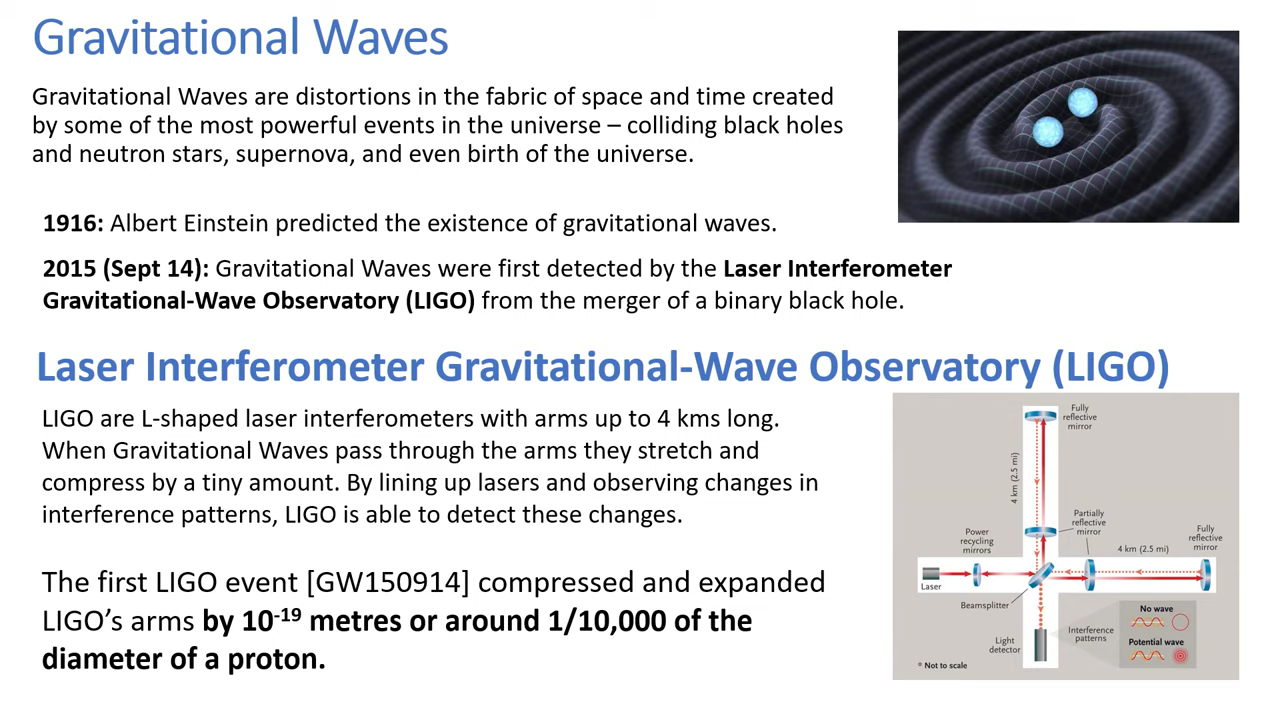 Gravitational Waves
Gravitational Waves are distortions in the fabric of space and time created
by some of the most powerful events in the universe – colliding black holes
and neutron stars, supernova, and even birth of the universe.
1916: Albert Einstein predicted the existence of gravitational waves.
2015 (Sept 14): Gravitational Waves were first detected by the Laser Interferometer
Gravitational-Wave Observatory (LIGO) from the merger of a binary black hole.
Laser Interferometer Gravitational-Wave Observatory (LIGO)
LIGO are L-shaped laser interferometers with arms up to 4 kms long.
When Gravitational Waves pass through the arms they stretch and
compress by a tiny amount. By lining up lasers and observing changes in
interference patterns, LIGO is able to detect these changes.
The first LIGO event [GW150914] compressed and expanded
LIGO’s arms by 10⁻¹⁹ metres or around 1/10,000 of the
diameter of a proton.
Fully
reflective
mirror
4 km (2.5 mi)
Partially
reflective
mirror
Power
recycling
mirrors
4 km (2.5 mi)
Fully
reflective
mirror
Laser
Beamsplitter
Light
detector
Interference
patterns
No wave
Potential wave
* Not to scale